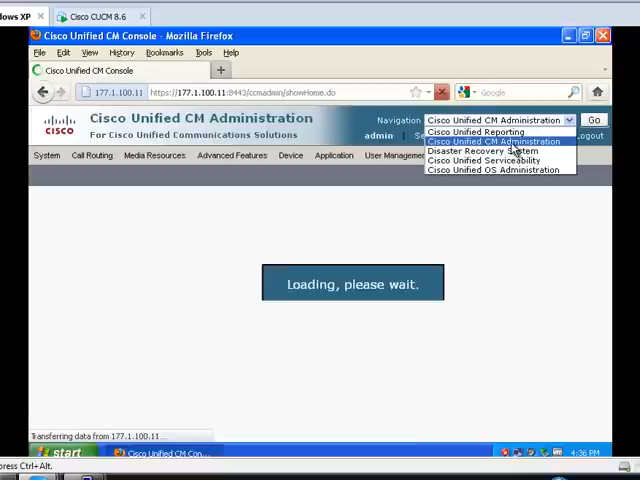 dows XP
Cisco CUCM 8.6
Cisco Unified CM Console - Mozilla Firefox
File Edit View History Bookmarks Tools Help
Cisco Unified CM Console
177.1.100.11 https://177.1.100.11:8443/ccmadmin/showHome.do
Google
Cisco Unified CM Administration
For Cisco Unified Communications Solutions
CISCO
Navigation Cisco Unified CM Administration Go
admin Logout
Cisco Unified Reporting
Cisco Unified CM Administration
Disaster Recovery System
Cisco Unified Serviceability
Cisco Unified OS Administration
System Call Routing Media Resources Advanced Features Device Application User Managemen
Loading, please wait.
Transferring data from 177.1.100.11...
start Cisco Unified CM Con... 4:36 PM
press Ctrl+Alt.